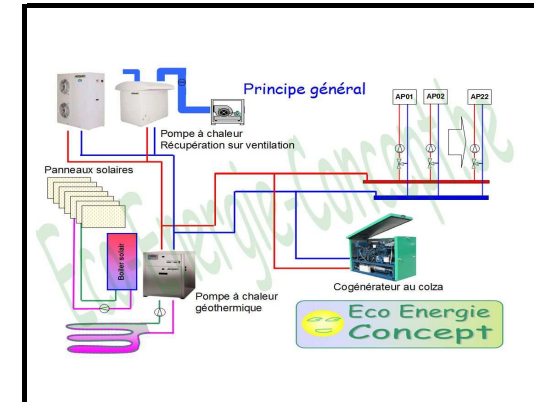 Principe général
AP01
AP02
AP22
Pompe à chaleur
Récupération sur ventilation
Panneaux solaires
Boiler solair
Pompe à chaleur
géothermique
Cogénérateur au colza
Eco Energie
Concept
Eco-Energie-Concept.be